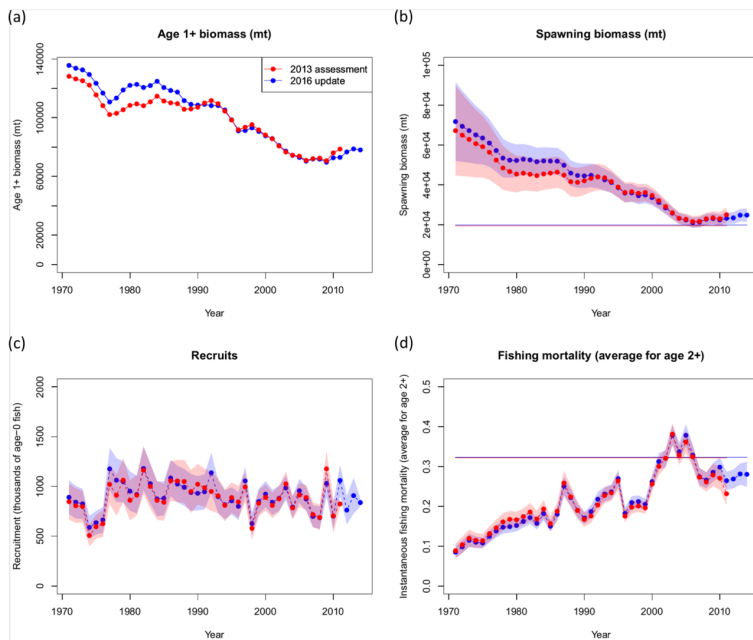 (a)
Age 1+ biomass (mt)
Age 1+ biomass (mt)
140000
100000
60000
20000
0
2013 assessment
2016 update
1970 1980 1990 2000 2010
Year
(b)
Spawning biomass (mt)
Spawning biomass (mt)
1e+05
8e+04
6e+04
4e+04
2e+04
0e+00
1970 1980 1990 2000 2010
Year
(c)
Recruits
Recruitment (thousands of age−0 fish)
2000
1500
1000
500
0
1970 1980 1990 2000 2010
Year
(d)
Fishing mortality (average for age 2+)
Instantaneous fishing mortality (average for age 2+)
0.5
0.4
0.3
0.2
0.1
0.0
1970 1980 1990 2000 2010
Year